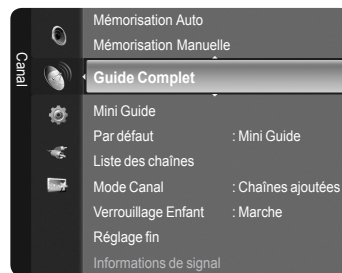 Canal
Mémorisation Auto
Mémorisation Manuelle
Guide Complet
Mini Guide
Par défaut : Mini Guide
Liste des chaînes
Mode Canal : Chaînes ajoutées
Verrouillage Enfant : Marche
Réglage fin
Informations de signal